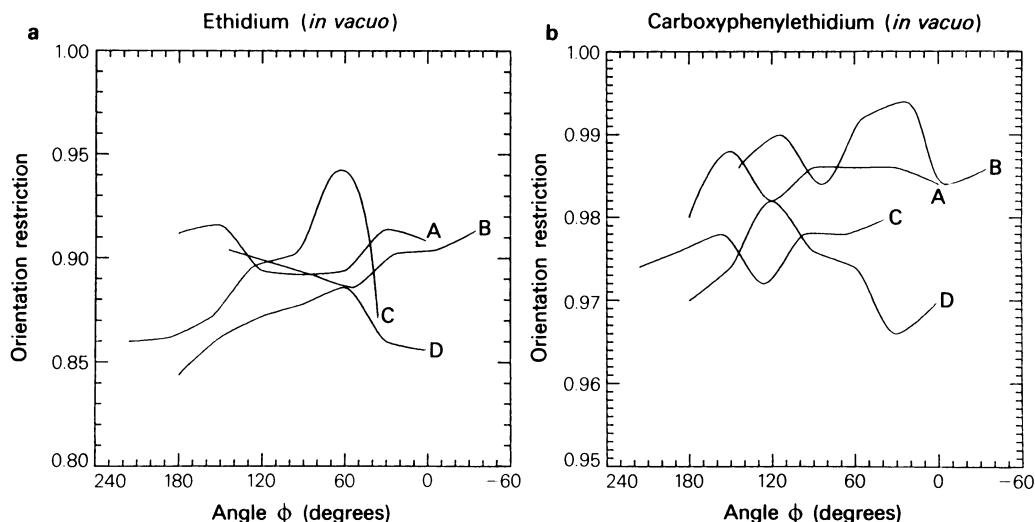 a
Ethidium (in vacuo)
1.00
0.95
0.90
0.85
0.80
Orientation restriction
A
B
C
D
240 180 120 60 0 −60
Angle ϕ (degrees)
b
Carboxyphenylethidium (in vacuo)
1.00
0.99
0.98
0.97
0.96
0.95
Orientation restriction
B
A
C
D
240 180 120 60 0 −60
Angle ϕ (degrees)